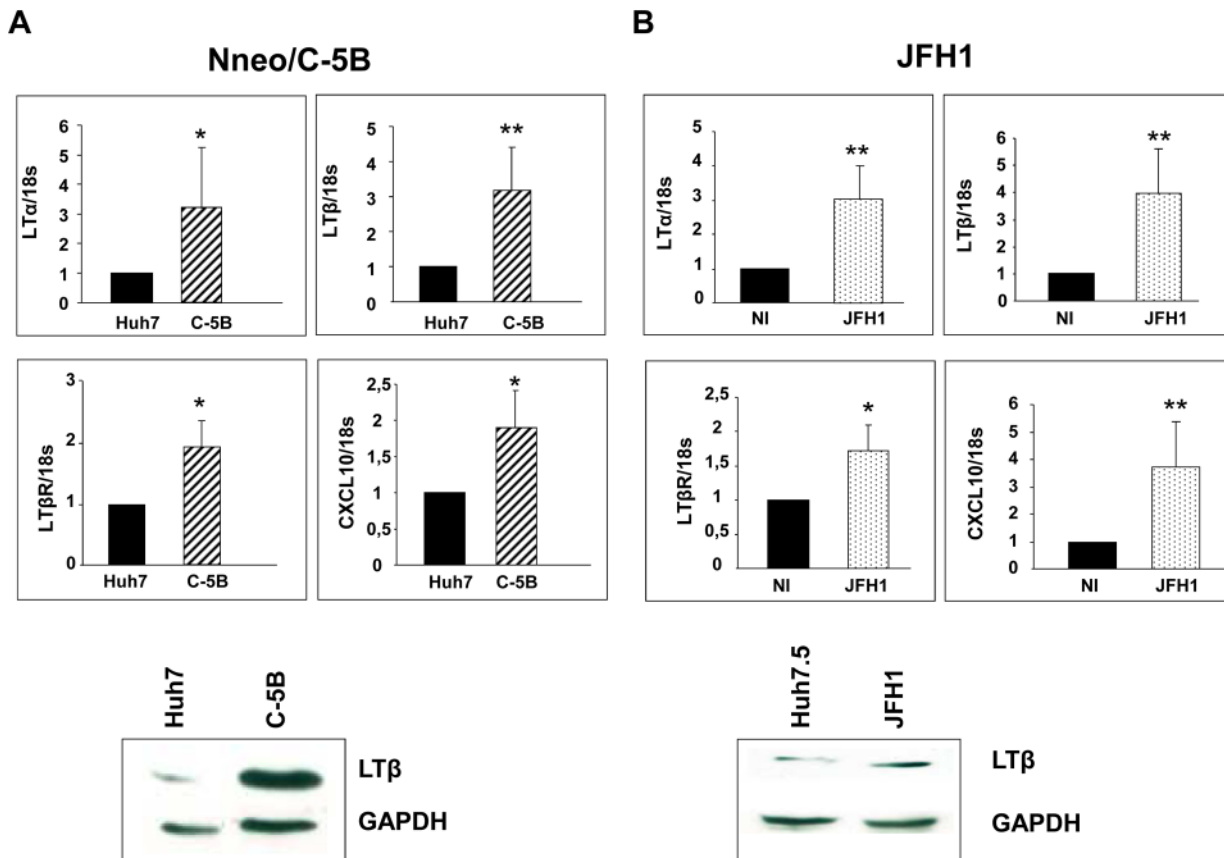 A
Nneo/C-5B
LTα/18s
6
5
4
3
2
1
0
*
Huh7
C-5B
LTβ/18s
5
4
3
2
1
0
**
Huh7
C-5B
LTβR/18s
3
2
1
0
*
Huh7
C-5B
CXCL10/18s
2,5
2
1,5
1
0,5
0
*
Huh7
C-5B
Huh7
C-5B
LTβ
GAPDH
B
JFH1
LTα/18s
5
4
3
2
1
0
**
NI
JFH1
LTβ/18s
6
5
4
3
2
1
0
**
NI
JFH1
LTβR/18s
2,5
2
1,5
1
0,5
0
*
NI
JFH1
CXCL10/18s
6
5
4
3
2
1
0
**
NI
JFH1
Huh7.5
JFH1
LTβ
GAPDH